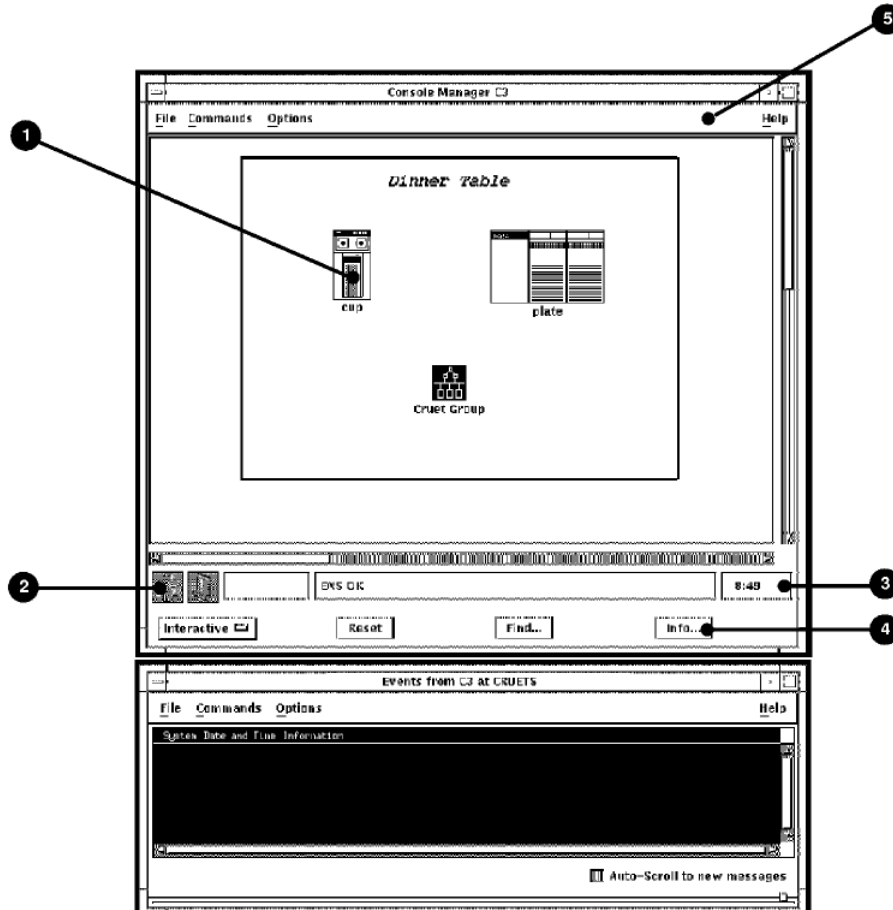 5
Console Manager C3
File Commands Options Help
1
Dinner Table
cup
plate
Cruet Group
2
ENS OK
8:49
3
Interactive Reset Find... Info...
4
Events from C3 at CRUETS
File Commands Options Help
System Date and Time Information
Auto-Scroll to new messages